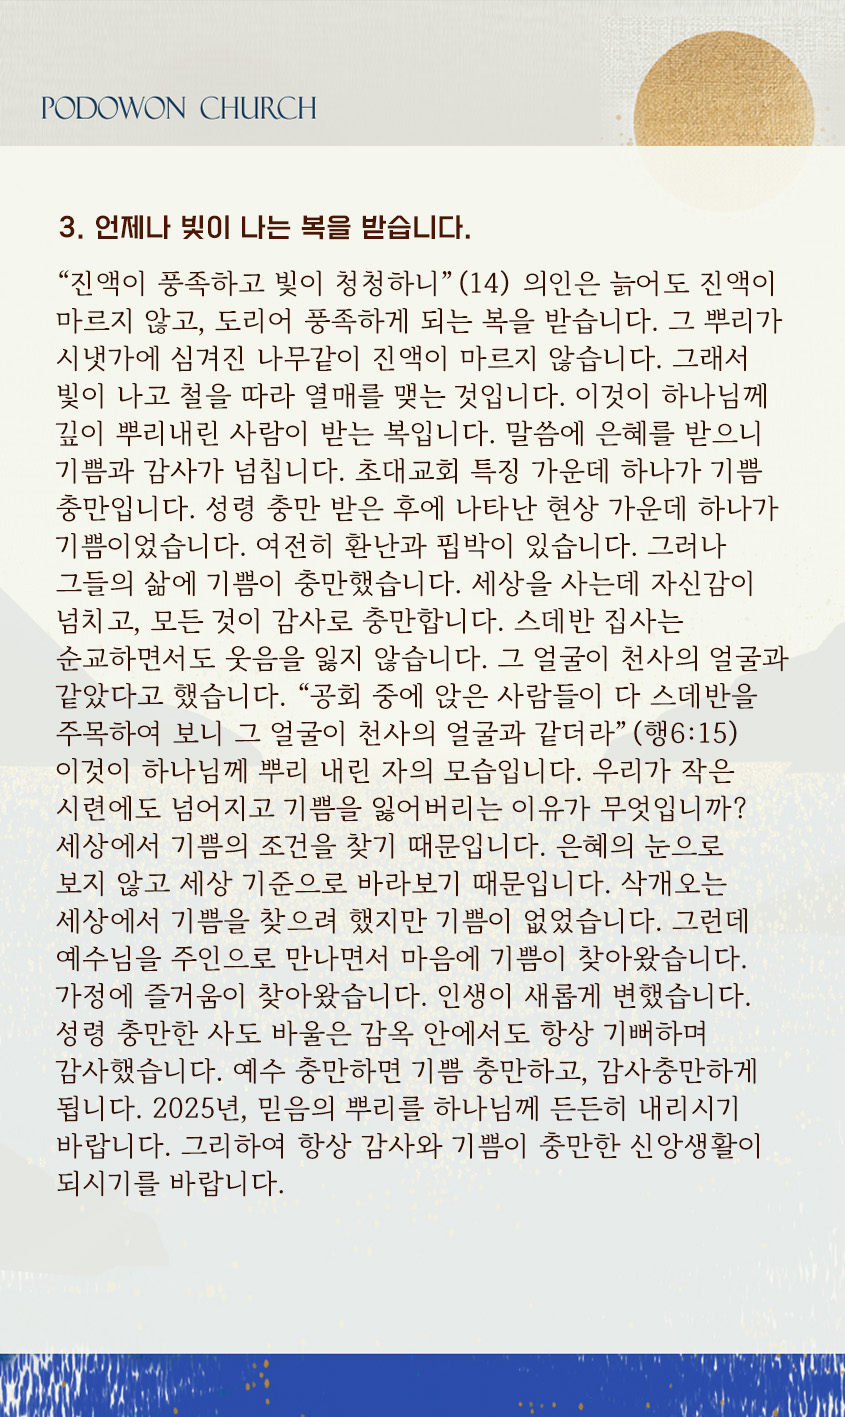 PODOWON CHURCH
3. 언제나 빛이 나는 복을 받습니다.
“진액이 풍족하고 빛이 청청하니”(14) 의인은 늙어도 진액이
마르지 않고, 도리어 풍족하게 되는 복을 받습니다. 그 뿌리가
시냇가에 심겨진 나무같이 진액이 마르지 않습니다. 그래서
빛이 나고 철을 따라 열매를 맺는 것입니다. 이것이 하나님께
깊이 뿌리내린 사람이 받는 복입니다. 말씀에 은혜를 받으니
기쁨과 감사가 넘칩니다. 초대교회 특징 가운데 하나가 기쁨
충만입니다. 성령 충만 받은 후에 나타난 현상 가운데 하나가
기쁨이었습니다. 여전히 환난과 핍박이 있습니다. 그러나
그들의 삶에 기쁨이 충만했습니다. 세상을 사는데 자신감이
넘치고, 모든 것이 감사로 충만합니다. 스데반 집사는
순교하면서도 웃음을 잃지 않습니다. 그 얼굴이 천사의 얼굴과
같았다고 했습니다. “공회 중에 앉은 사람들이 다 스데반을
주목하여 보니 그 얼굴이 천사의 얼굴과 같더라”(행6:15)
이것이 하나님께 뿌리 내린 자의 모습입니다. 우리가 작은
시련에도 넘어지고 기쁨을 잃어버리는 이유가 무엇입니까?
세상에서 기쁨의 조건을 찾기 때문입니다. 은혜의 눈으로
보지 않고 세상 기준으로 바라보기 때문입니다. 삭개오는
세상에서 기쁨을 찾으려 했지만 기쁨이 없었습니다. 그런데
예수님을 주인으로 만나면서 마음에 기쁨이 찾아왔습니다.
가정에 즐거움이 찾아왔습니다. 인생이 새롭게 변했습니다.
성령 충만한 사도 바울은 감옥 안에서도 항상 기뻐하며
감사했습니다. 예수 충만하면 기쁨 충만하고, 감사충만하게
됩니다. 2025년, 믿음의 뿌리를 하나님께 든든히 내리시기
바랍니다. 그리하여 항상 감사와 기쁨이 충만한 신앙생활이
되시기를 바랍니다.